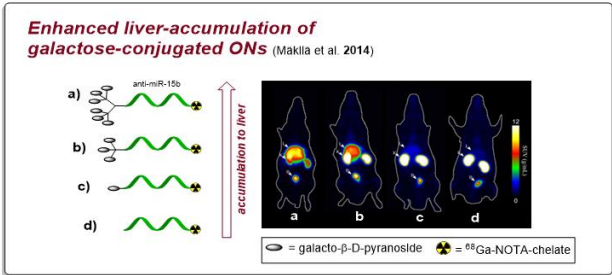 Enhanced liver-accumulation of
galactose-conjugated ONs (Mäkilä et al. 2014)
anti-miR-15b
a)
b)
c)
d)
accumulation to liver
12
0
a b c d
= galacto-β-D-pyranoside = ⁶⁸Ga-NOTA-chelate